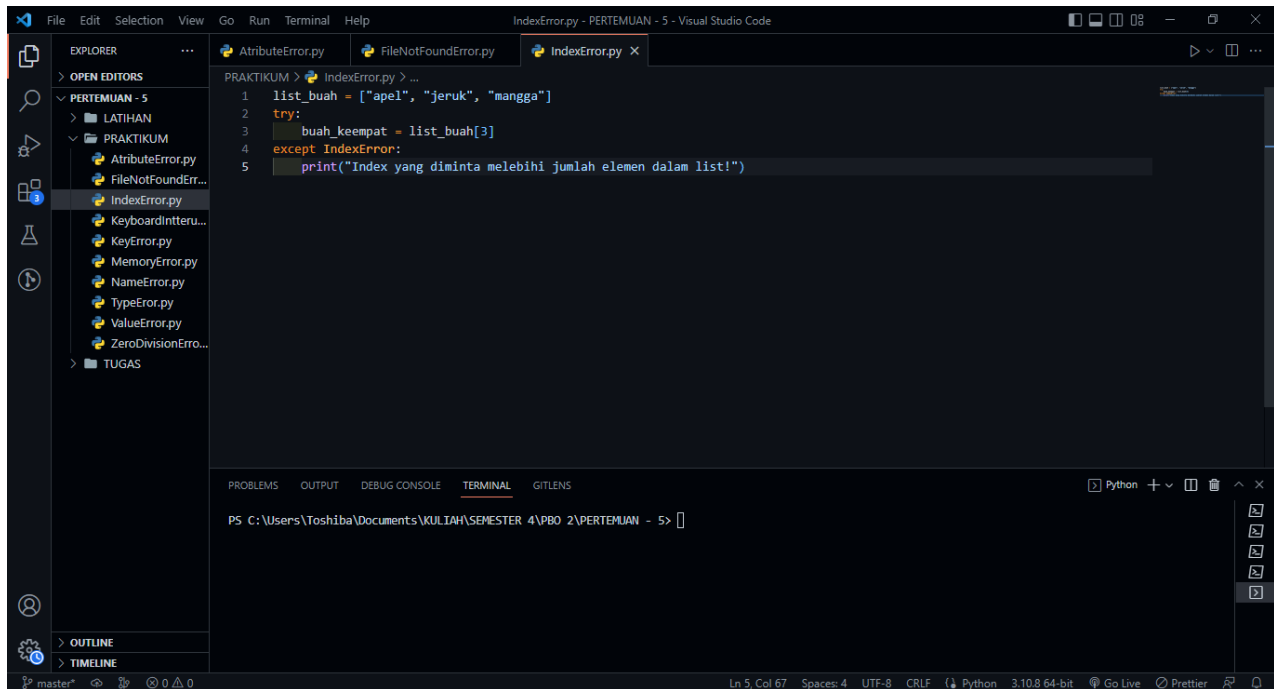 File Edit Selection View Go Run Terminal Help IndexError.py - PERTEMUAN - 5 - Visual Studio Code
EXPLORER ...
AtributeError.py FileNotFoundError.py IndexError.py
OPEN EDITORS
PERTEMUAN - 5
LATIHAN
PRAKTIKUM
AtributeError.py
FileNotFoundErr...
IndexError.py
KeyboardIntteru...
KeyError.py
MemoryError.py
NameError.py
TypeEror.py
ValueError.py
ZeroDivisionErro...
TUGAS
3
OUTLINE
TIMELINE
PRAKTIKUM > IndexError.py > ...
1 list_buah = ["apel", "jeruk", "mangga"]
2 try:
3 buah_keempat = list_buah[3]
4 except IndexError:
5 print("Index yang diminta melebihi jumlah elemen dalam list!")
PROBLEMS OUTPUT DEBUG CONSOLE TERMINAL GITLENS
Python
PS C:\Users\Toshiba\Documents\KULIAH\SEMESTER 4\PBO 2\PERTEMUAN - 5>
master* 0 0 Ln 5, Col 67 Spaces: 4 UTF-8 CRLF Python 3.10.8 64-bit Go Live Prettier